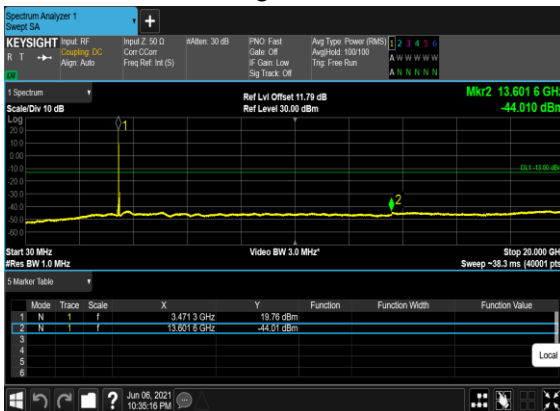 Spectrum Analyzer 1
Swept SA
KEYSIGHT Input: RF Input Z: 50 Ω #Atten: 30 dB PNO: Fast Avg Type: Power (RMS) 1 2 3 4 5 6
R T Coupling: DC Corr CCorr Gate: Off Avg|Hold: 100/100 A W W W W W
Align: Auto Freq Ref: Int (S) IF Gain: Low Trig: Free Run
LV Sig Track: Off A N N N N N
1 Spectrum Ref Lvl Offset 11.79 dB Mkr2 13.601 6 GHz
Scale/Div 10 dB Ref Level 30.00 dBm -44.010 dBm
Log
20.0
10.0
0.00
-10.0
DL1 -13.00 dBm
-20.0
-30.0
-40.0
-50.0
-60.0
1
2
Start 30 MHz Video BW 3.0 MHz* Stop 20.000 GH
#Res BW 1.0 MHz Sweep ~38.3 ms (40001 pts
5 Marker Table
Mode Trace Scale X Y Function Function Width Function Value
1 N 1 f 3.471 3 GHz 19.76 dBm
2 N 1 f 13.601 6 GHz -44.01 dBm
3
4
5
6
Local
? Jun 06, 2021
10:35:16 PM